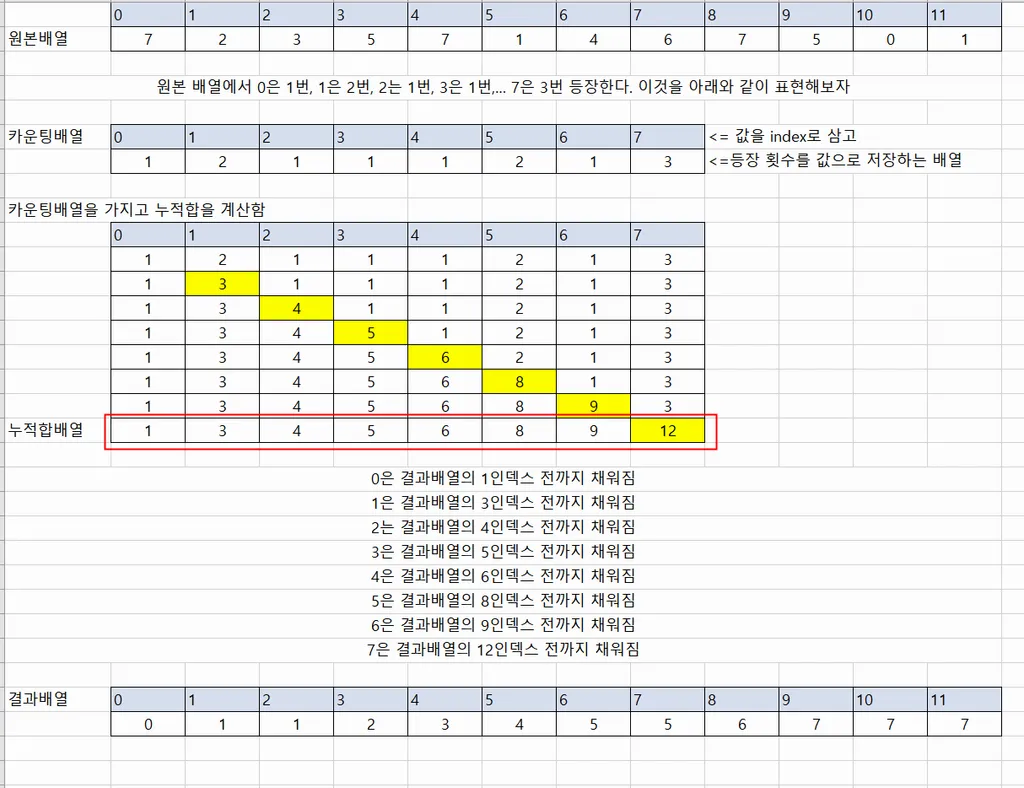 0 1 2 3 4 5 6 7 8 9 10 11
원본배열 7 2 3 5 7 1 4 6 7 5 0 1
원본 배열에서 0은 1번, 1은 2번, 2는 1번, 3은 1번,... 7은 3번 등장한다. 이것을 아래와 같이 표현해보자
카운팅배열 0 1 2 3 4 5 6 7 <= 값을 index로 삼고
1 2 1 1 1 2 1 3 <=등장 횟수를 값으로 저장하는 배열
카운팅배열을 가지고 누적합을 계산함
0 1 2 3 4 5 6 7
1 2 1 1 1 2 1 3
1 3 1 1 1 2 1 3
1 3 4 1 1 2 1 3
1 3 4 5 1 2 1 3
1 3 4 5 6 2 1 3
1 3 4 5 6 8 1 3
1 3 4 5 6 8 9 3
누적합배열 1 3 4 5 6 8 9 12
0은 결과배열의 1인덱스 전까지 채워짐
1은 결과배열의 3인덱스 전까지 채워짐
2는 결과배열의 4인덱스 전까지 채워짐
3은 결과배열의 5인덱스 전까지 채워짐
4은 결과배열의 6인덱스 전까지 채워짐
5은 결과배열의 8인덱스 전까지 채워짐
6은 결과배열의 9인덱스 전까지 채워짐
7은 결과배열의 12인덱스 전까지 채워짐
결과배열 0 1 2 3 4 5 6 7 8 9 10 11
0 1 1 2 3 4 5 5 6 7 7 7